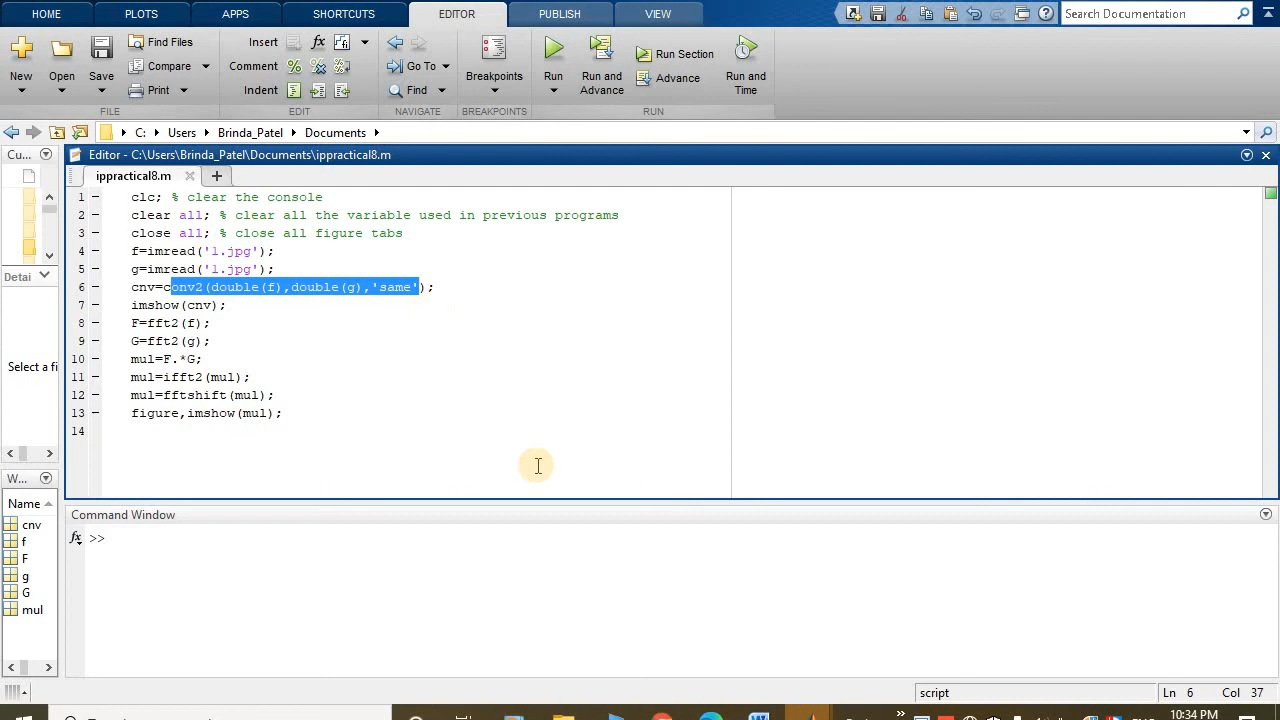 HOME PLOTS APPS SHORTCUTS EDITOR PUBLISH VIEW Search Documentation
New Open Save Find Files Compare Print Insert fx Comment Indent Go To Find Breakpoints Run Run and Advance Run Section Advance Run and Time
FILE EDIT NAVIGATE BREAKPOINTS RUN
C: Users Brinda_Patel Documents
Cu... Editor - C:\Users\Brinda_Patel\Documents\ippractical8.m
ippractical8.m
1 clc; % clear the console
2 clear all; % clear all the variable used in previous programs
3 close all; % close all figure tabs
4 f=imread('1.jpg');
5 g=imread('1.jpg');
6 cnv=conv2(double(f),double(g),'same');
7 imshow(cnv);
8 F=fft2(f);
9 G=fft2(g);
10 mul=F.*G;
11 mul=ifft2(mul);
12 mul=fftshift(mul);
13 figure,imshow(mul);
14
Detai
Select a fi
W...
Name
cnv
f
F
g
G
mul
Command Window
fx >>
script Ln 6 Col 37
10:34 PM